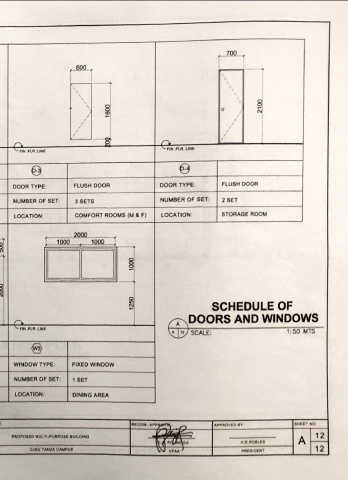 600
1800
200
FIN .FLR. LINE
700
2100
FIN .FLR. LINE
D-3
DOOR TYPE: FLUSH DOOR
NUMBER OF SET: 3 SETS
LOCATION: COMFORT ROOMS (M & F)
D-4
DOOR TYPE: FLUSH DOOR
NUMBER OF SET: 2 SET
LOCATION: STORAGE ROOM
2000
1000 1000
1000
1250
FIN .FLR. LINE
W3
WINDOW TYPE: FIXED WINDOW
NUMBER OF SET: 1 SET
LOCATION: DINING AREA
SCHEDULE OF
DOORS AND WINDOWS
A
A
SCALE: 1:50 MTS
PROPOSED MULTI-PURPOSE BUILDING
CVSU TANZA CAMPUS
RECOM. APPROVAL:
VPAA
APPROVED BY:
H.D ROBLES
PRESIDENT
SHEET NO.
A 12
12